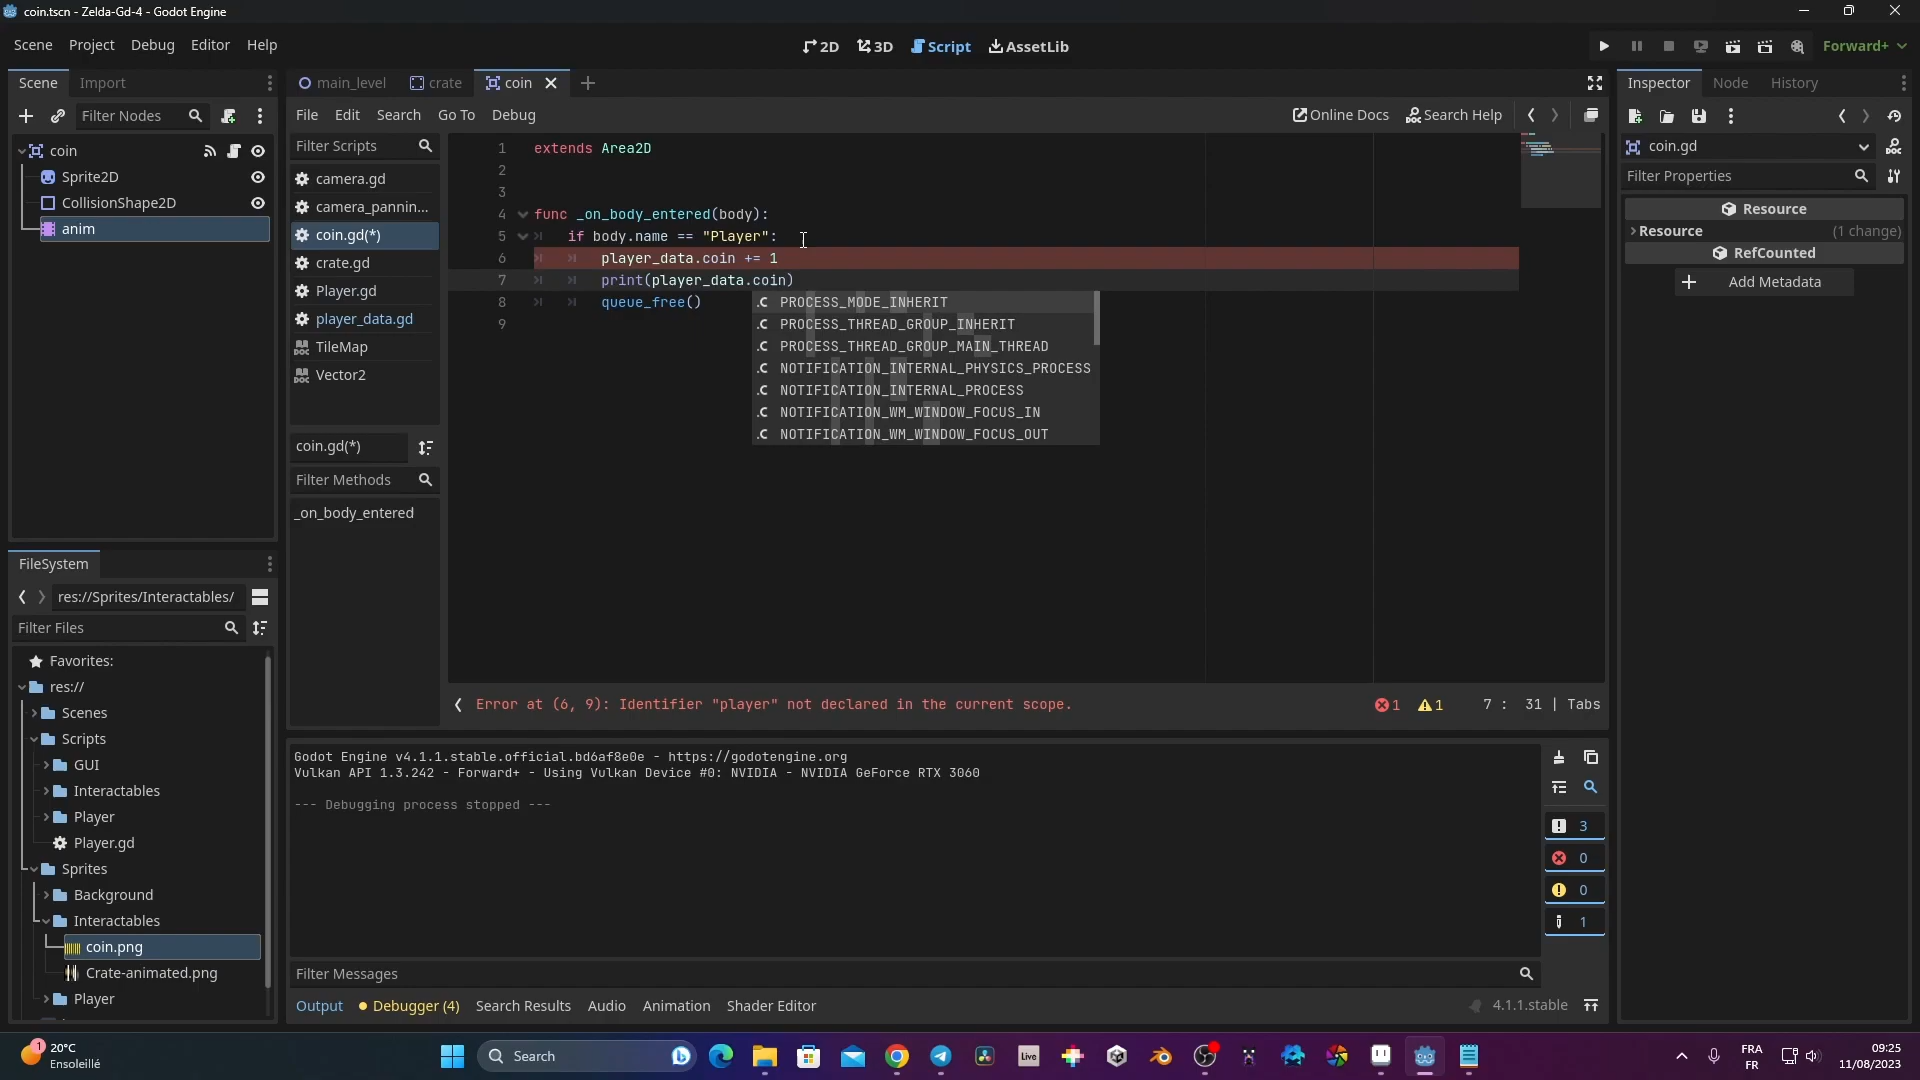 coin.tscn - Zelda-Gd-4 - Godot Engine
Scene Project Debug Editor Help
2D 3D Script AssetLib
Forward+
Scene Import
main_level crate coin
Inspector Node History
Filter Nodes
File Edit Search Go To Debug
Online Docs Search Help
Filter Scripts
coin.gd
Filter Properties
coin
Sprite2D
CollisionShape2D
anim
camera.gd
camera_pannin...
coin.gd(*)
crate.gd
Player.gd
player_data.gd
TileMap
Vector2
coin.gd(*)
Filter Methods
_on_body_entered
1 extends Area2D
2
3
4 func _on_body_entered(body):
5 if body.name == "Player":
6 player_data.coin += 1
7 print(player_data.coin)
8 queue_free()
9
.C PROCESS_MODE_INHERIT
.C PROCESS_THREAD_GROUP_INHERIT
.C PROCESS_THREAD_GROUP_MAIN_THREAD
.C NOTIFICATION_INTERNAL_PHYSICS_PROCESS
.C NOTIFICATION_INTERNAL_PROCESS
.C NOTIFICATION_WM_WINDOW_FOCUS_IN
.C NOTIFICATION_WM_WINDOW_FOCUS_OUT
Resource
Resource (1 change)
RefCounted
Add Metadata
Error at (6, 9): Identifier "player" not declared in the current scope.
1 1 7 : 31 | Tabs
FileSystem
res://Sprites/Interactables/
Filter Files
Favorites:
res://
Scenes
Scripts
GUI
Interactables
Player
Player.gd
Sprites
Background
Interactables
coin.png
Crate-animated.png
Player
Godot Engine v4.1.1.stable.official.bd6af8e0e - https://godotengine.org
Vulkan API 1.3.242 - Forward+ - Using Vulkan Device #0: NVIDIA - NVIDIA GeForce RTX 3060
--- Debugging process stopped ---
3
0
0
1
Filter Messages
Output Debugger (4) Search Results Audio Animation Shader Editor
4.1.1.stable
1
20°C
Ensoleillé
Search
Live
FRA
FR
09:25
11/08/2023